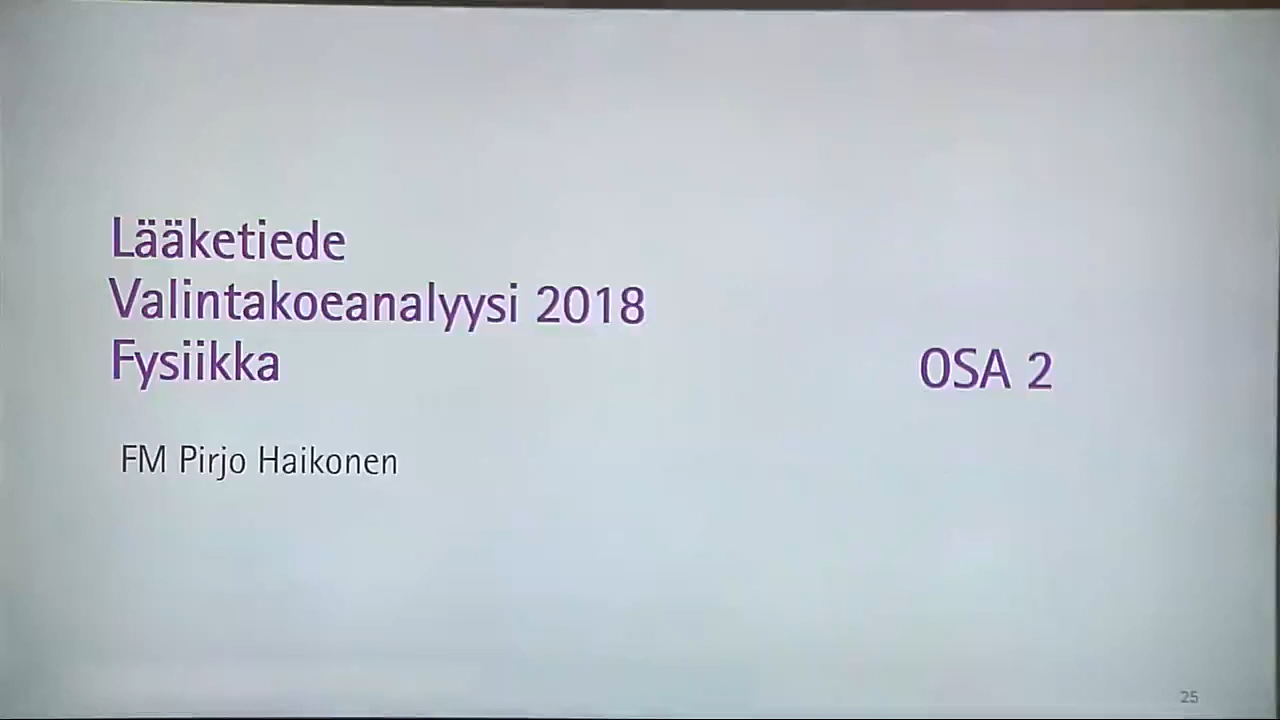 Lääketiede
Valintakoeanalyysi 2018
Fysiikka
OSA 2
FM Pirjo Haikonen
25